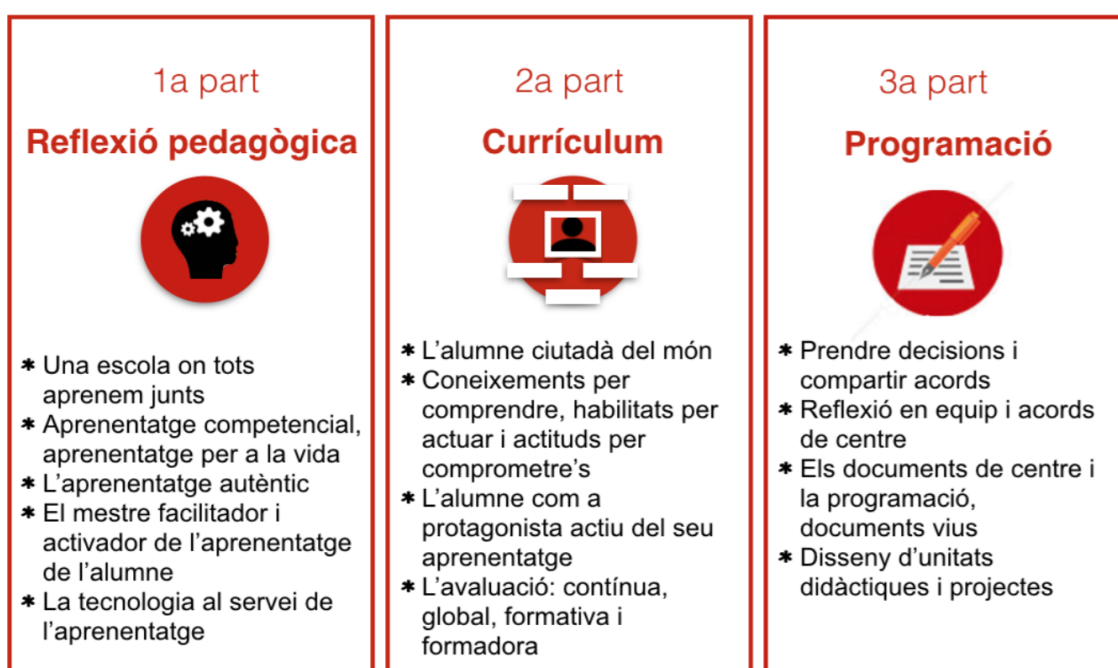 1a part
Reflexió pedagògica
* Una escola on tots
aprenem junts
* Aprenentatge competencial,
aprenentatge per a la vida
* L'aprenentatge autèntic
* El mestre facilitador i
activador de l'aprenentatge
de l'alumne
* La tecnologia al servei de
l'aprenentatge
2a part
Currículum
* L'alumne ciutadà del món
* Coneixements per
comprendre, habilitats per
actuar i actituds per
comprometre's
* L'alumne com a
protagonista actiu del seu
aprenentatge
* L'avaluació: contínua,
global, formativa i
formadora
3a part
Programació
* Prendre decisions i
compartir acords
* Reflexió en equip i acords
de centre
* Els documents de centre i
la programació,
documents vius
* Disseny d'unitats
didàctiques i projectes